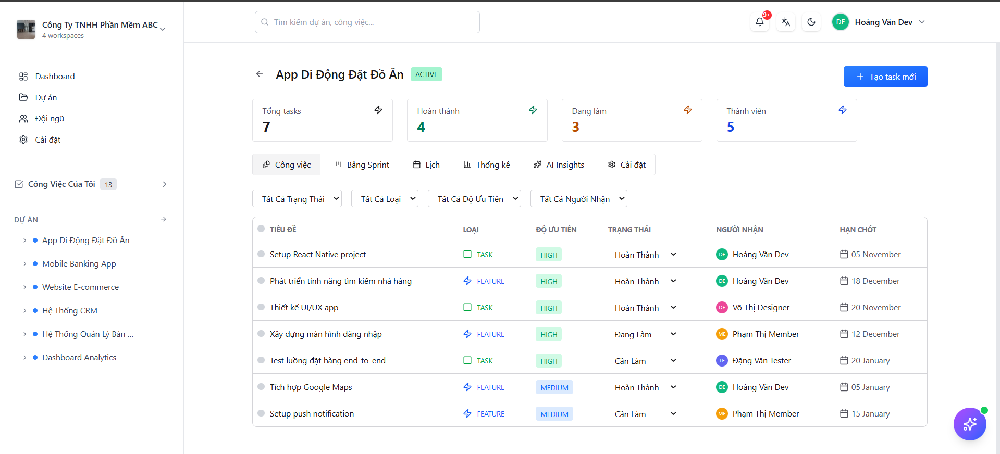 Công Ty TNHH Phần Mềm ABC
4 workspaces
Tìm kiếm dự án, công việc...
9+
DE Hoàng Văn Dev
Dashboard
Dự án
Đội ngũ
Cài đặt
Công Việc Của Tôi 13
DỰ ÁN
App Di Động Đặt Đồ Ăn
Mobile Banking App
Website E-commerce
Hệ Thống CRM
Hệ Thống Quản Lý Bán ...
Dashboard Analytics
App Di Động Đặt Đồ Ăn ACTIVE
Tạo task mới
Tổng tasks
7
Hoàn thành
4
Đang làm
3
Thành viên
5
Công việc Bảng Sprint Lịch Thống kê AI Insights Cài đặt
Tất Cả Trạng Thái Tất Cả Loại Tất Cả Độ Ưu Tiên Tất Cả Người Nhận
TIÊU ĐỀ LOẠI ĐỘ ƯU TIÊN TRẠNG THÁI NGƯỜI NHẬN HẠN CHÓT
Setup React Native project TASK HIGH Hoàn Thành DE Hoàng Văn Dev 05 November
Phát triển tính năng tìm kiếm nhà hàng FEATURE HIGH Hoàn Thành DE Hoàng Văn Dev 18 December
Thiết kế UI/UX app TASK HIGH Hoàn Thành DE Võ Thị Designer 20 November
Xây dựng màn hình đăng nhập FEATURE HIGH Đang Làm ME Phạm Thị Member 12 December
Test luồng đặt hàng end-to-end TASK HIGH Cần Làm TE Đặng Văn Tester 20 January
Tích hợp Google Maps FEATURE MEDIUM Hoàn Thành DE Hoàng Văn Dev 05 January
Setup push notification FEATURE MEDIUM Cần Làm ME Phạm Thị Member 15 January